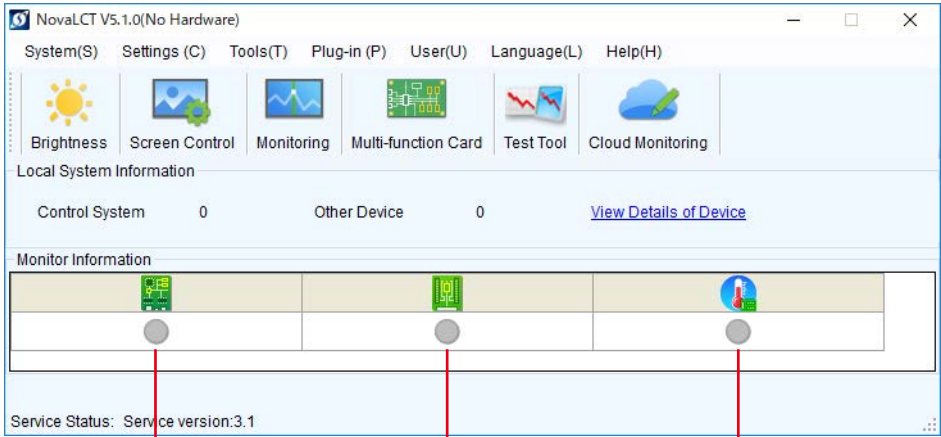 NovaLCT V5.1.0(No Hardware)
System(S) Settings (C) Tools(T) Plug-in (P) User(U) Language(L) Help(H)
Brightness Screen Control Monitoring Multi-function Card Test Tool Cloud Monitoring
Local System Information
Control System 0 Other Device 0 View Details of Device
Monitor Information
Service Status: Service version:3.1